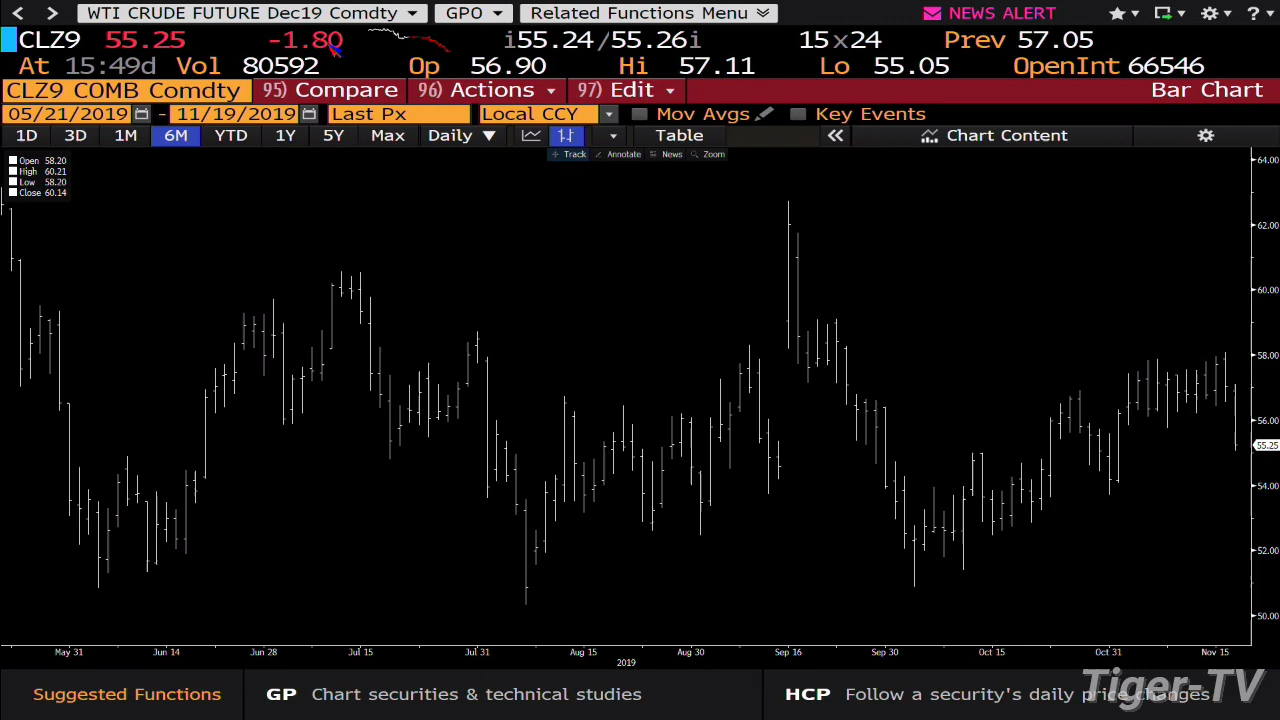 WTI CRUDE FUTURE Dec19 Comdty GPO Related Functions Menu NEWS ALERT ?
CLZ9 55.25 -1.80 i55.24/55.26i 15x24 Prev 57.05
At 15:49d Vol 80592 Op 56.90 Hi 57.11 Lo 55.05 OpenInt 66546
CLZ9 COMB Comdty 95) Compare 96) Actions 97) Edit Bar Chart
05/21/2019 - 11/19/2019 Last Px Local CCY Mov Avgs Key Events
1D 3D 1M 6M YTD 1Y 5Y Max Daily Table Chart Content
Track Annotate News Zoom
Open 58.20
High 60.21
Low 58.20
Close 60.14
64.00
62.00
60.00
58.00
56.00
55.25
54.00
52.00
50.00
May 31 Jun 14 Jun 28 Jul 15 Jul 31 Aug 15 Aug 30 Sep 16 Sep 30 Oct 15 Oct 31 Nov 15
2019
Suggested Functions GP Chart securities & technical studies HCP Follow a security's daily price changes
Tiger-TV